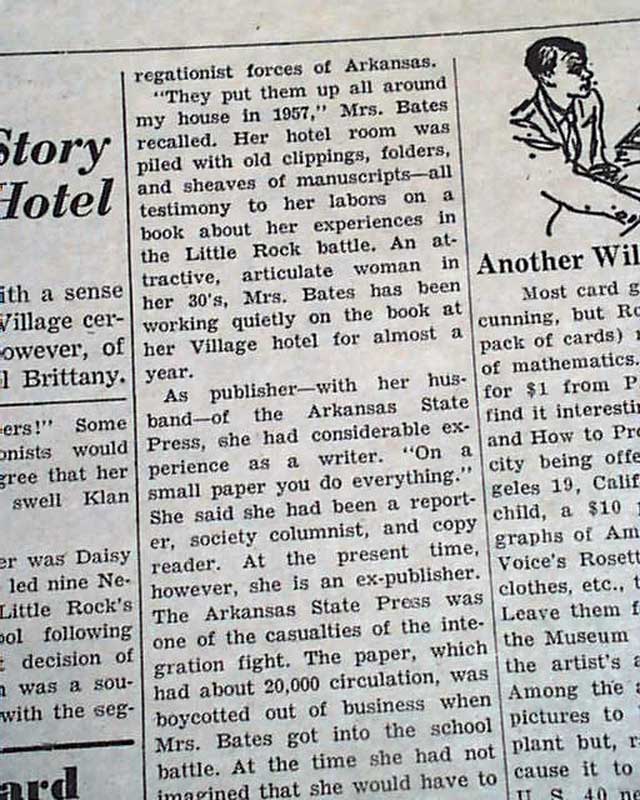 Story
Hotel
ith a sense
Village cer-
owever, of
l Brittany.
ers!" Some
onists would
gree that her
swell Klan
er was Daisy
led nine Ne-
Little Rock's
ool following
t decision of
n was a sou-
with the seg-
ard
regationist forces of Arkansas.
"They put them up all around
my house in 1957," Mrs. Bates
recalled. Her hotel room was
piled with old clippings, folders,
and sheaves of manuscripts—all
testimony to her labors on a
book about her experiences in
the Little Rock battle. An at-
tractive, articulate woman in
her 30's, Mrs. Bates has been
working quietly on the book at
her Village hotel for almost a
year.
As publisher—with her hus-
band—of the Arkansas State
Press, she had considerable ex-
perience as a writer. "On a
small paper you do everything."
She said she had been a report-
er, society columnist, and copy
reader. At the present time,
however, she is an ex-publisher.
The Arkansas State Press was
one of the casualties of the inte-
gration fight. The paper, which
had about 20,000 circulation, was
boycotted out of business when
Mrs. Bates got into the school
battle. At the time she had not
imagined that she would have to
Another Wil
Most card g
cunning, but Ro
pack of cards)
of mathematics.
for $1 from P.
find it interestin
and How to Pro
city being offe
geles 19, Calif
child, a $10
graphs of Am
Voice's Rosett
clothes, etc., t
Leave them f
the Museum
the artist's a
Among the a
pictures to
plant but, r
cause it to
U. S. 40 ne